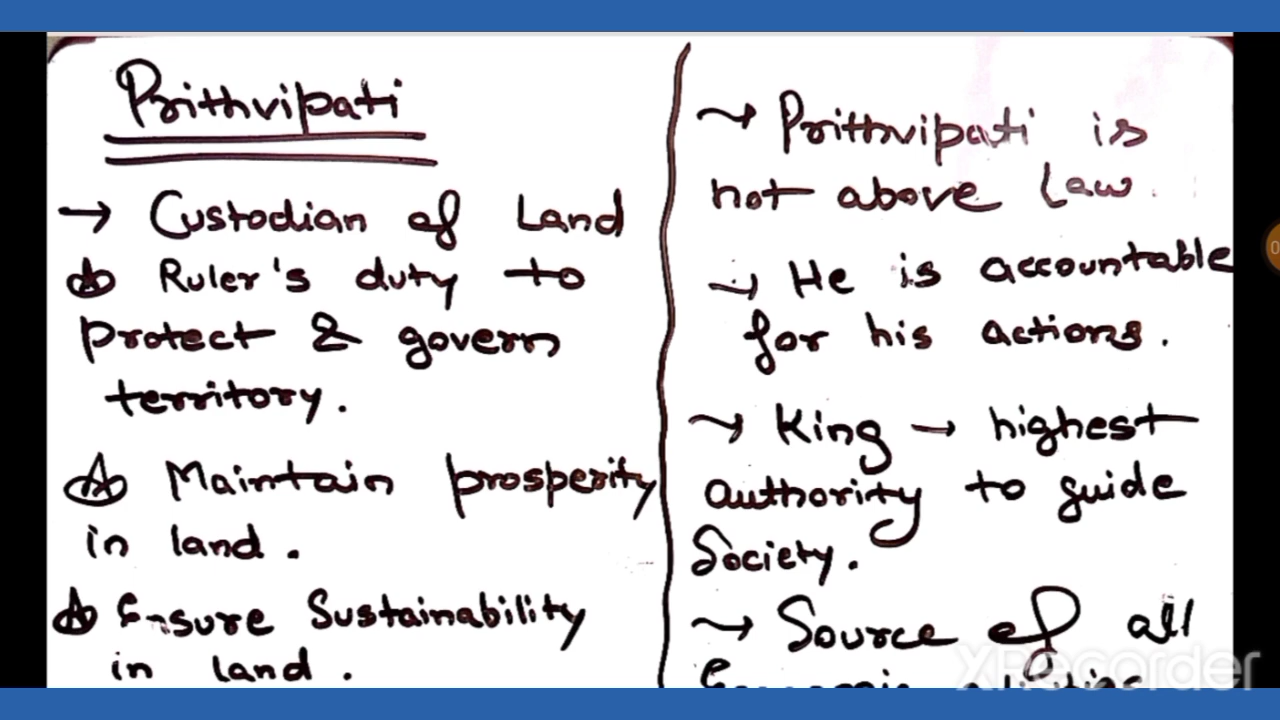 Prithvipati
→ Custodian of Land
Ruler's duty to
protect & govern
territory.
Maintain prosperity
in land.
Ensure Sustainability
in land.
→ Prithvipati is
not above Law.
→ He is accountable
for his actions.
→ King → highest
authority to guide
Society.
→ Source of all
XRecorder